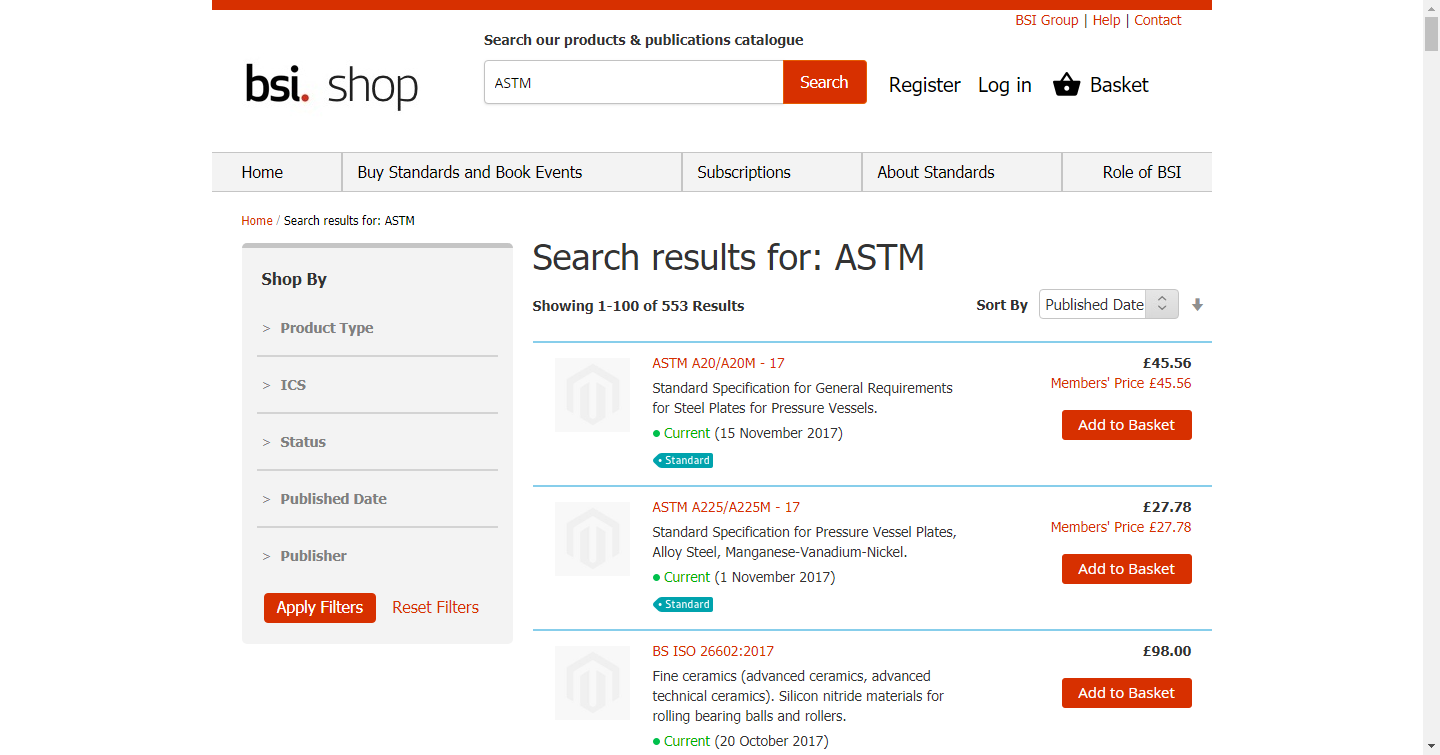 BSI Group | Help | Contact
Search our products & publications catalogue
bsi. shop
ASTM
Search
Register
Log in
Basket
Home
Buy Standards and Book Events
Subscriptions
About Standards
Role of BSI
Home / Search results for: ASTM
Shop By
> Product Type
> ICS
> Status
> Published Date
> Publisher
Apply Filters
Reset Filters
Search results for: ASTM
Showing 1-100 of 553 Results
Sort By
Published Date
ASTM A20/A20M - 17
Standard Specification for General Requirements
for Steel Plates for Pressure Vessels.
Current (15 November 2017)
Standard
£45.56
Members' Price £45.56
Add to Basket
ASTM A225/A225M - 17
Standard Specification for Pressure Vessel Plates,
Alloy Steel, Manganese-Vanadium-Nickel.
Current (1 November 2017)
Standard
£27.78
Members' Price £27.78
Add to Basket
BS ISO 26602:2017
Fine ceramics (advanced ceramics, advanced
technical ceramics). Silicon nitride materials for
rolling bearing balls and rollers.
Current (20 October 2017)
£98.00
Add to Basket